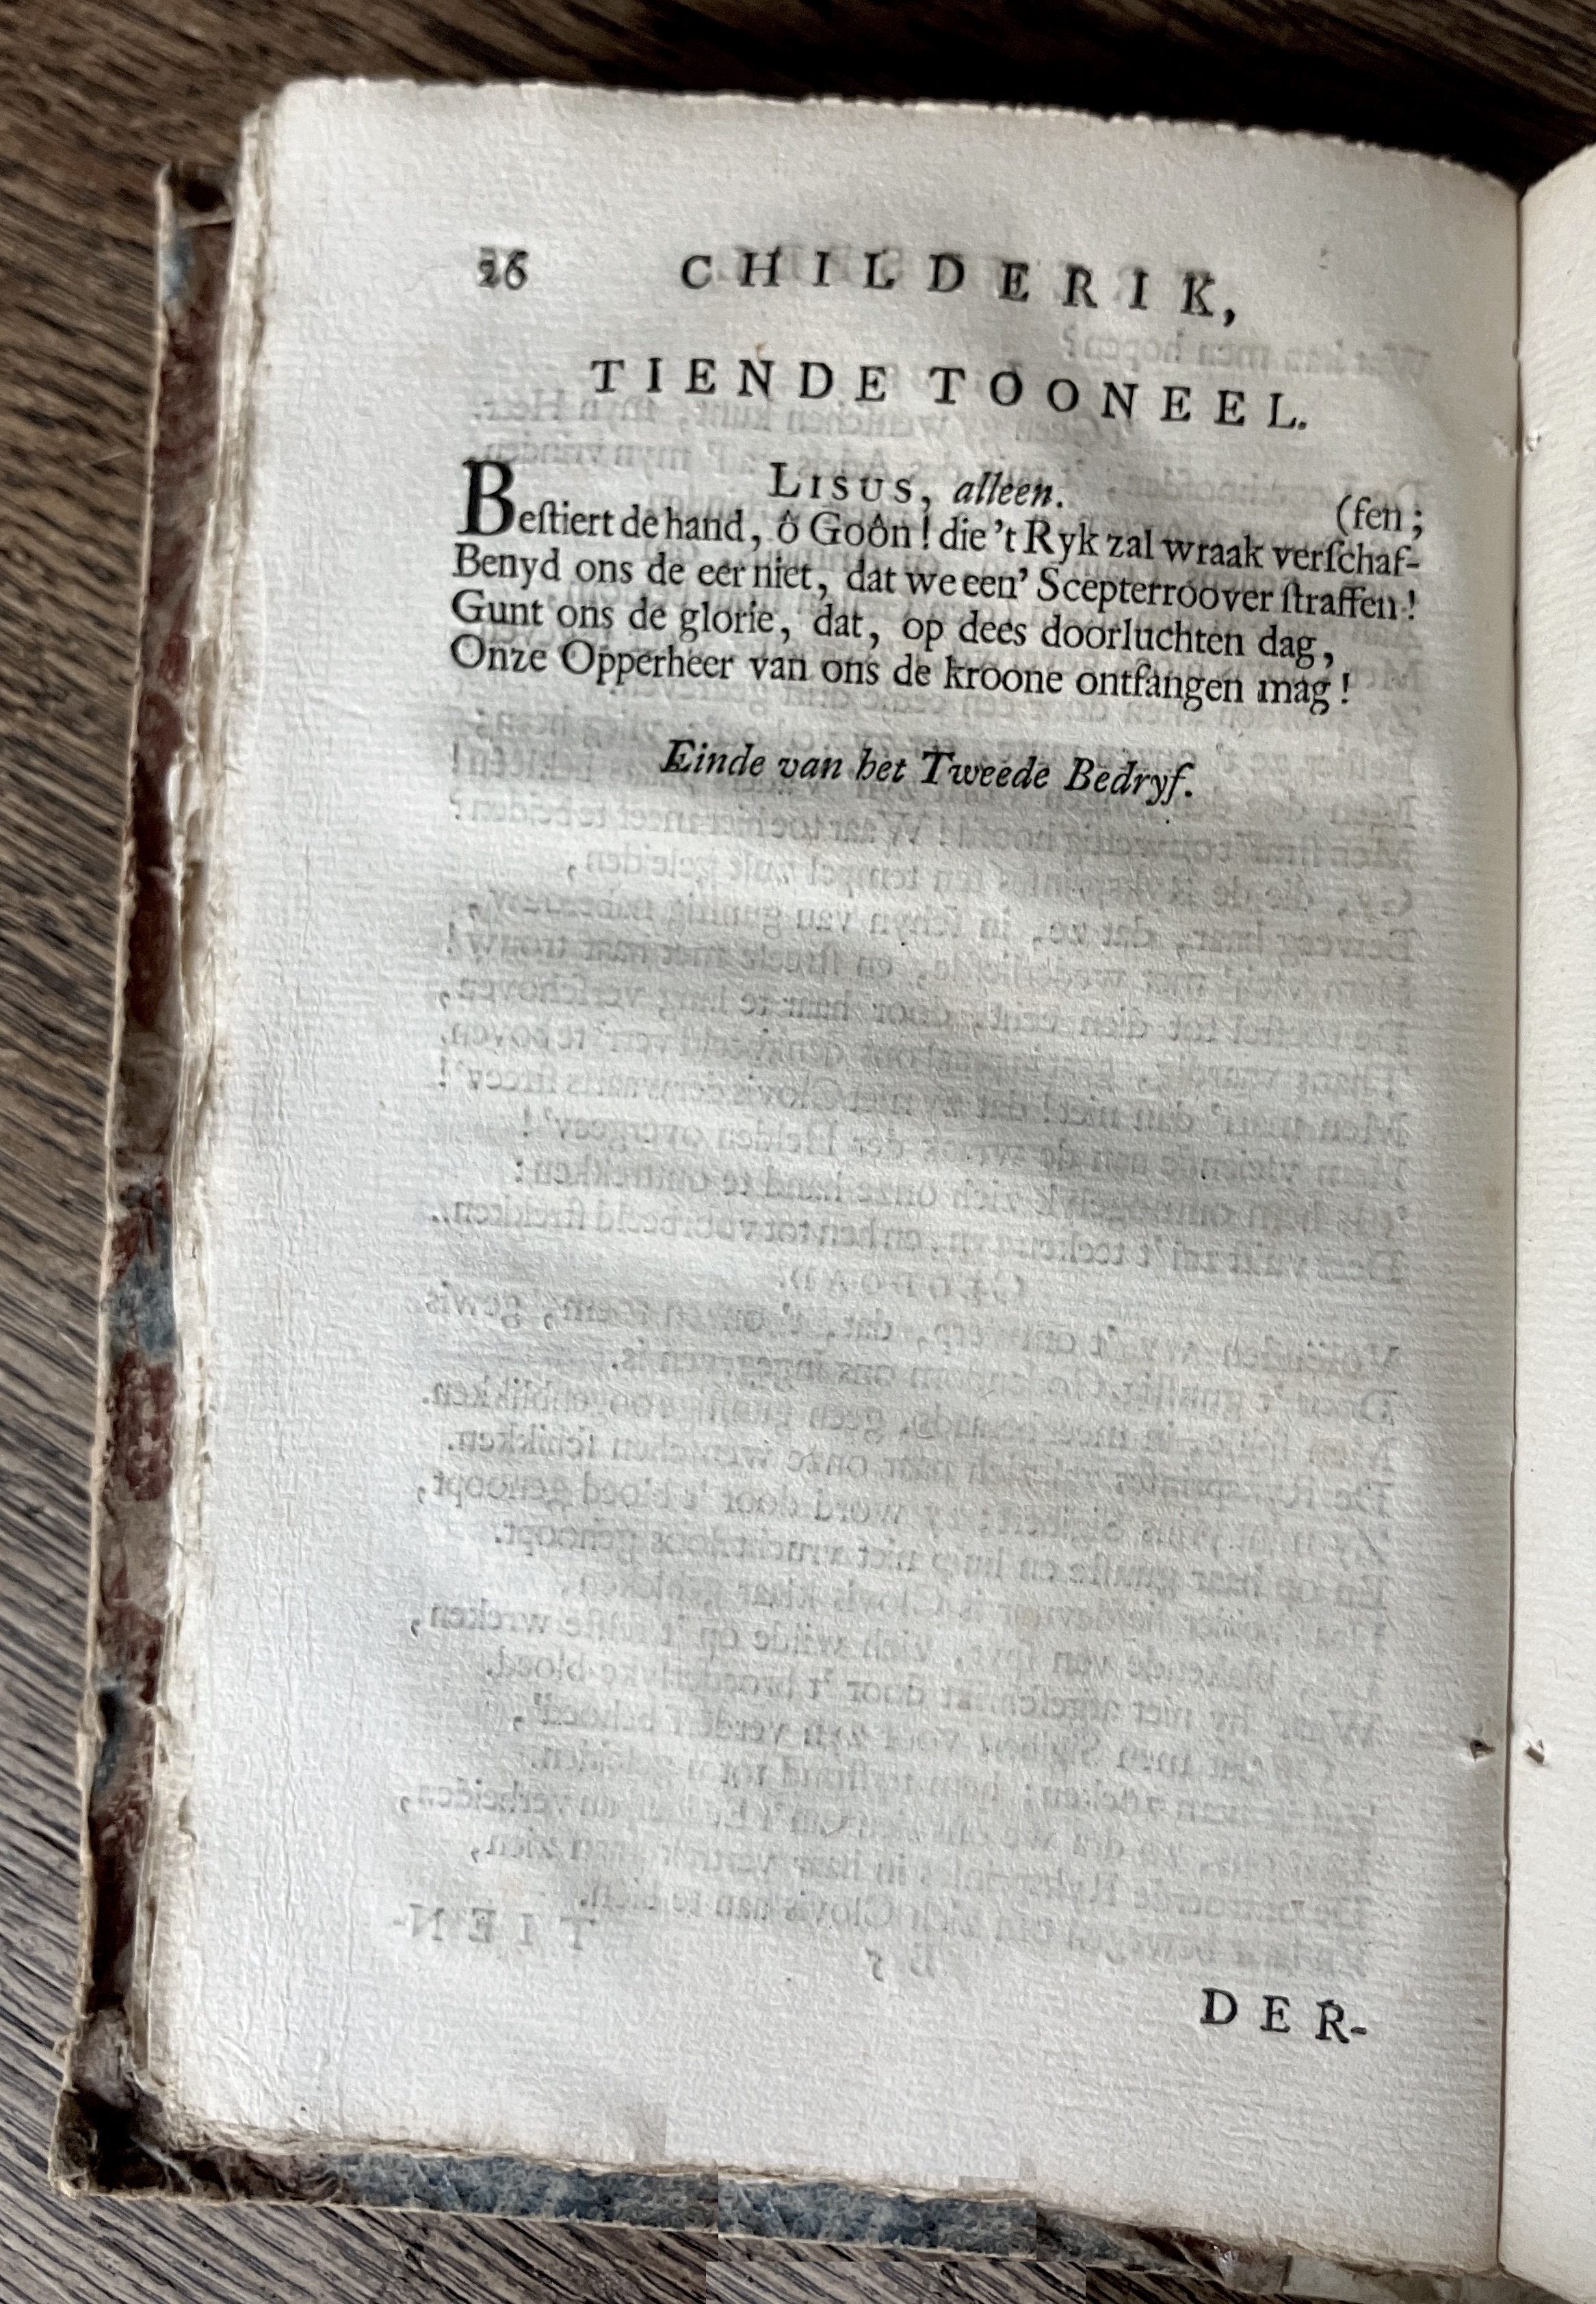 26 CHILDERIK,
TIENDE TOONEEL.
LISUS, alleen. (fen;
Beſtiert de hand, ô Goôn! die 't Ryk zal wraak verſchaf-
Benyd ons de eer niet, dat we een' Scepterroover ſtraffen!
Gunt ons de glorie, dat, op dees doorluchten dag,
Onze Opperheer van ons de kroone ontfangen mag!
Einde van het Tweede Bedryf.
DER-